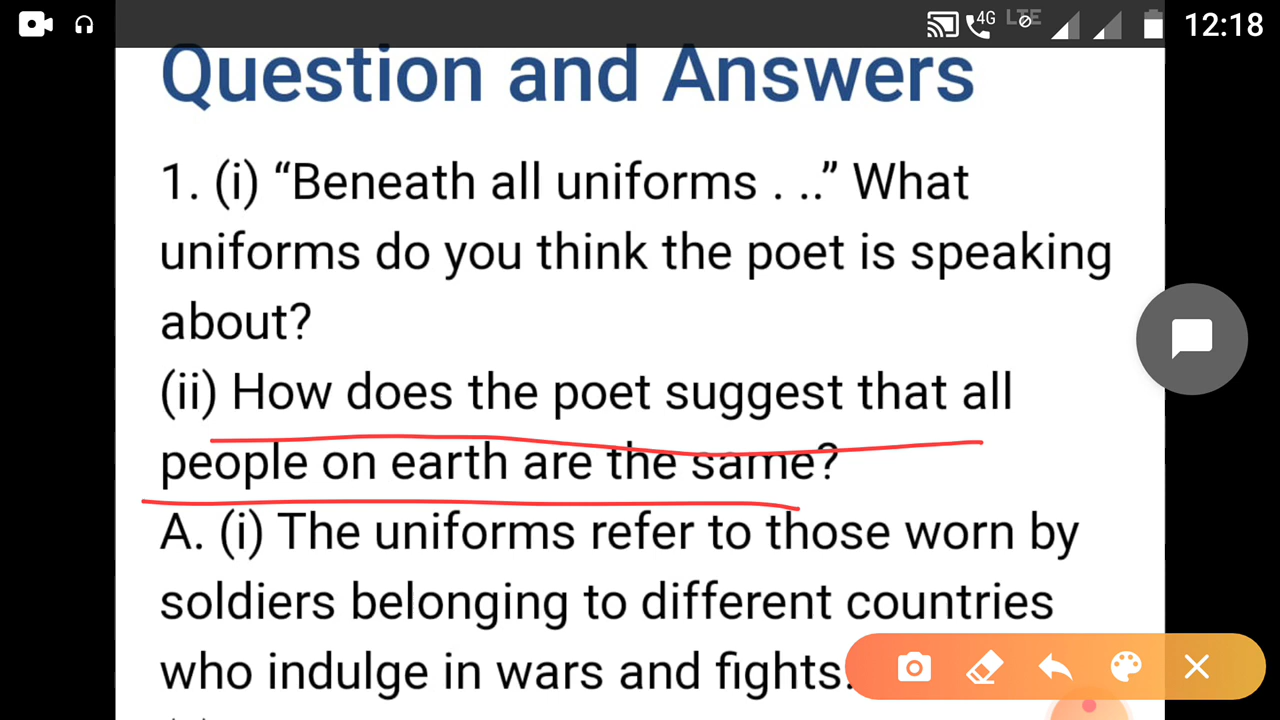 4G LTE 12:18
Question and Answers
1. (i) “Beneath all uniforms . ..” What
uniforms do you think the poet is speaking
about?
(ii) How does the poet suggest that all
people on earth are the same?
A. (i) The uniforms refer to those worn by
soldiers belonging to different countries
who indulge in wars and fights.